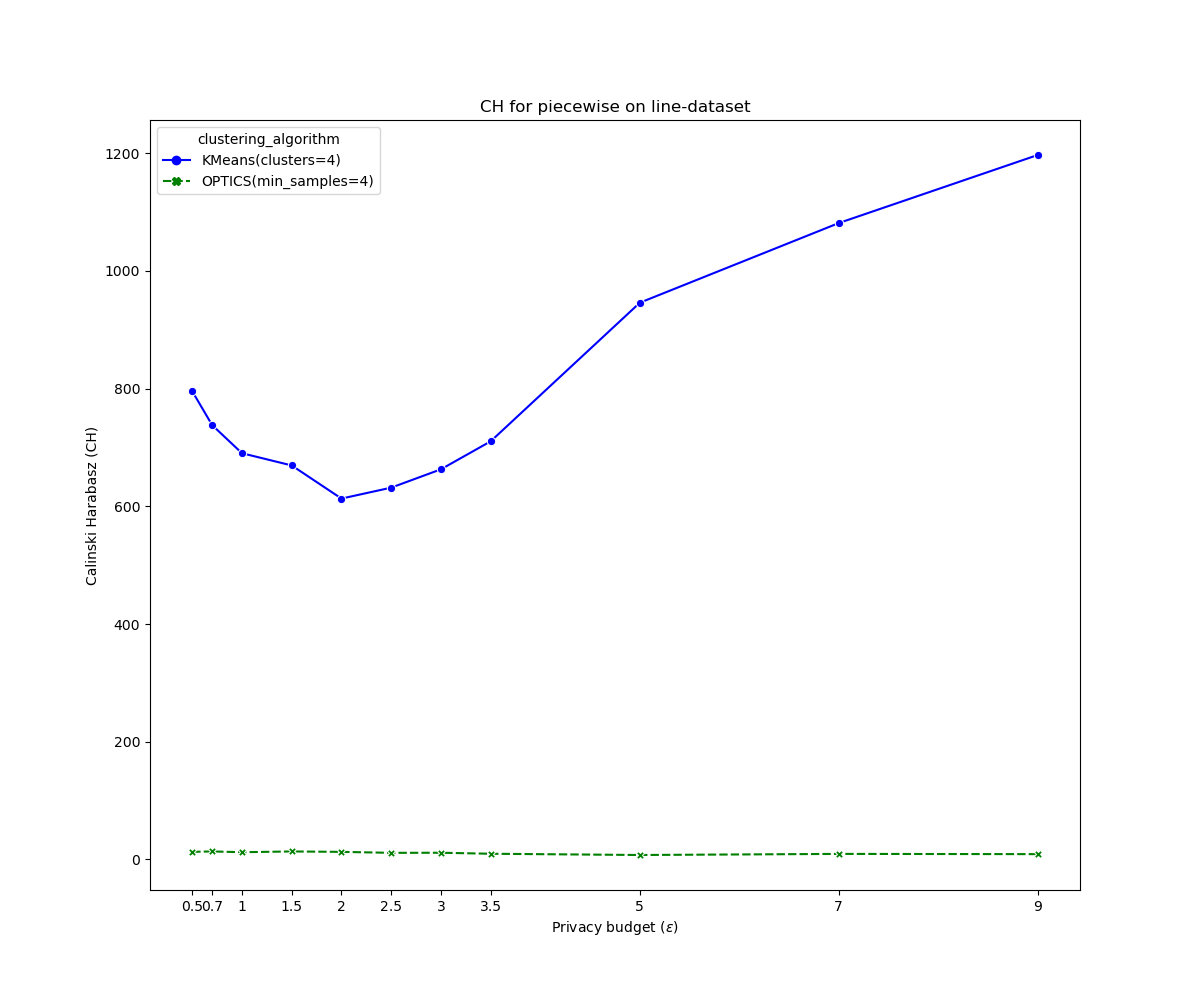 CH for piecewise on line-dataset
clustering_algorithm
KMeans(clusters=4)
OPTICS(min_samples=4)
1200
1000
800
600
400
200
0
Calinski Harabasz (CH)
0.5 0.7 1 1.5 2 2.5 3 3.5 5 7 9
Privacy budget (ε)